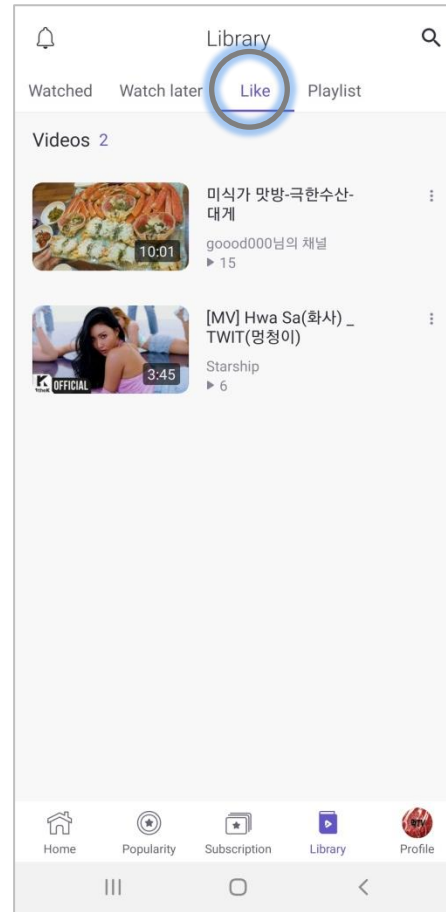 Library
Watched Watch later Like Playlist
Videos 2
미식가 맛방-극한수산-
대게
10:01
goood000님의 채널
15
[MV] Hwa Sa(화사) _
TWIT(멍청이)
K OFFICIAL
3:45
Starship
6
Home Popularity Subscription Library Profile